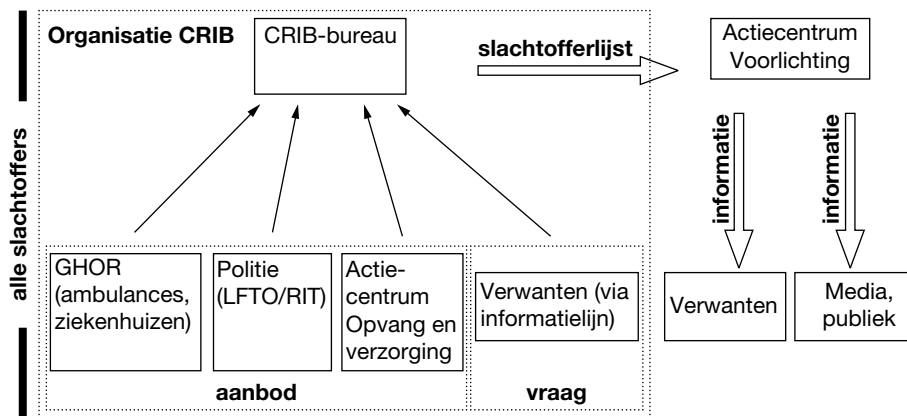 alle slachtoffers
Organisatie CRIB
CRIB-bureau
slachtofferlijst
Actiecentrum
Voorlichting
informatie
informatie
GHOR
(ambulances,
ziekenhuizen)
Politie
(LFTO/RIT)
Actie-
centrum
Opvang en
verzorging
Verwanten (via
informatielijn)
Verwanten
Media,
publiek
aanbod
vraag